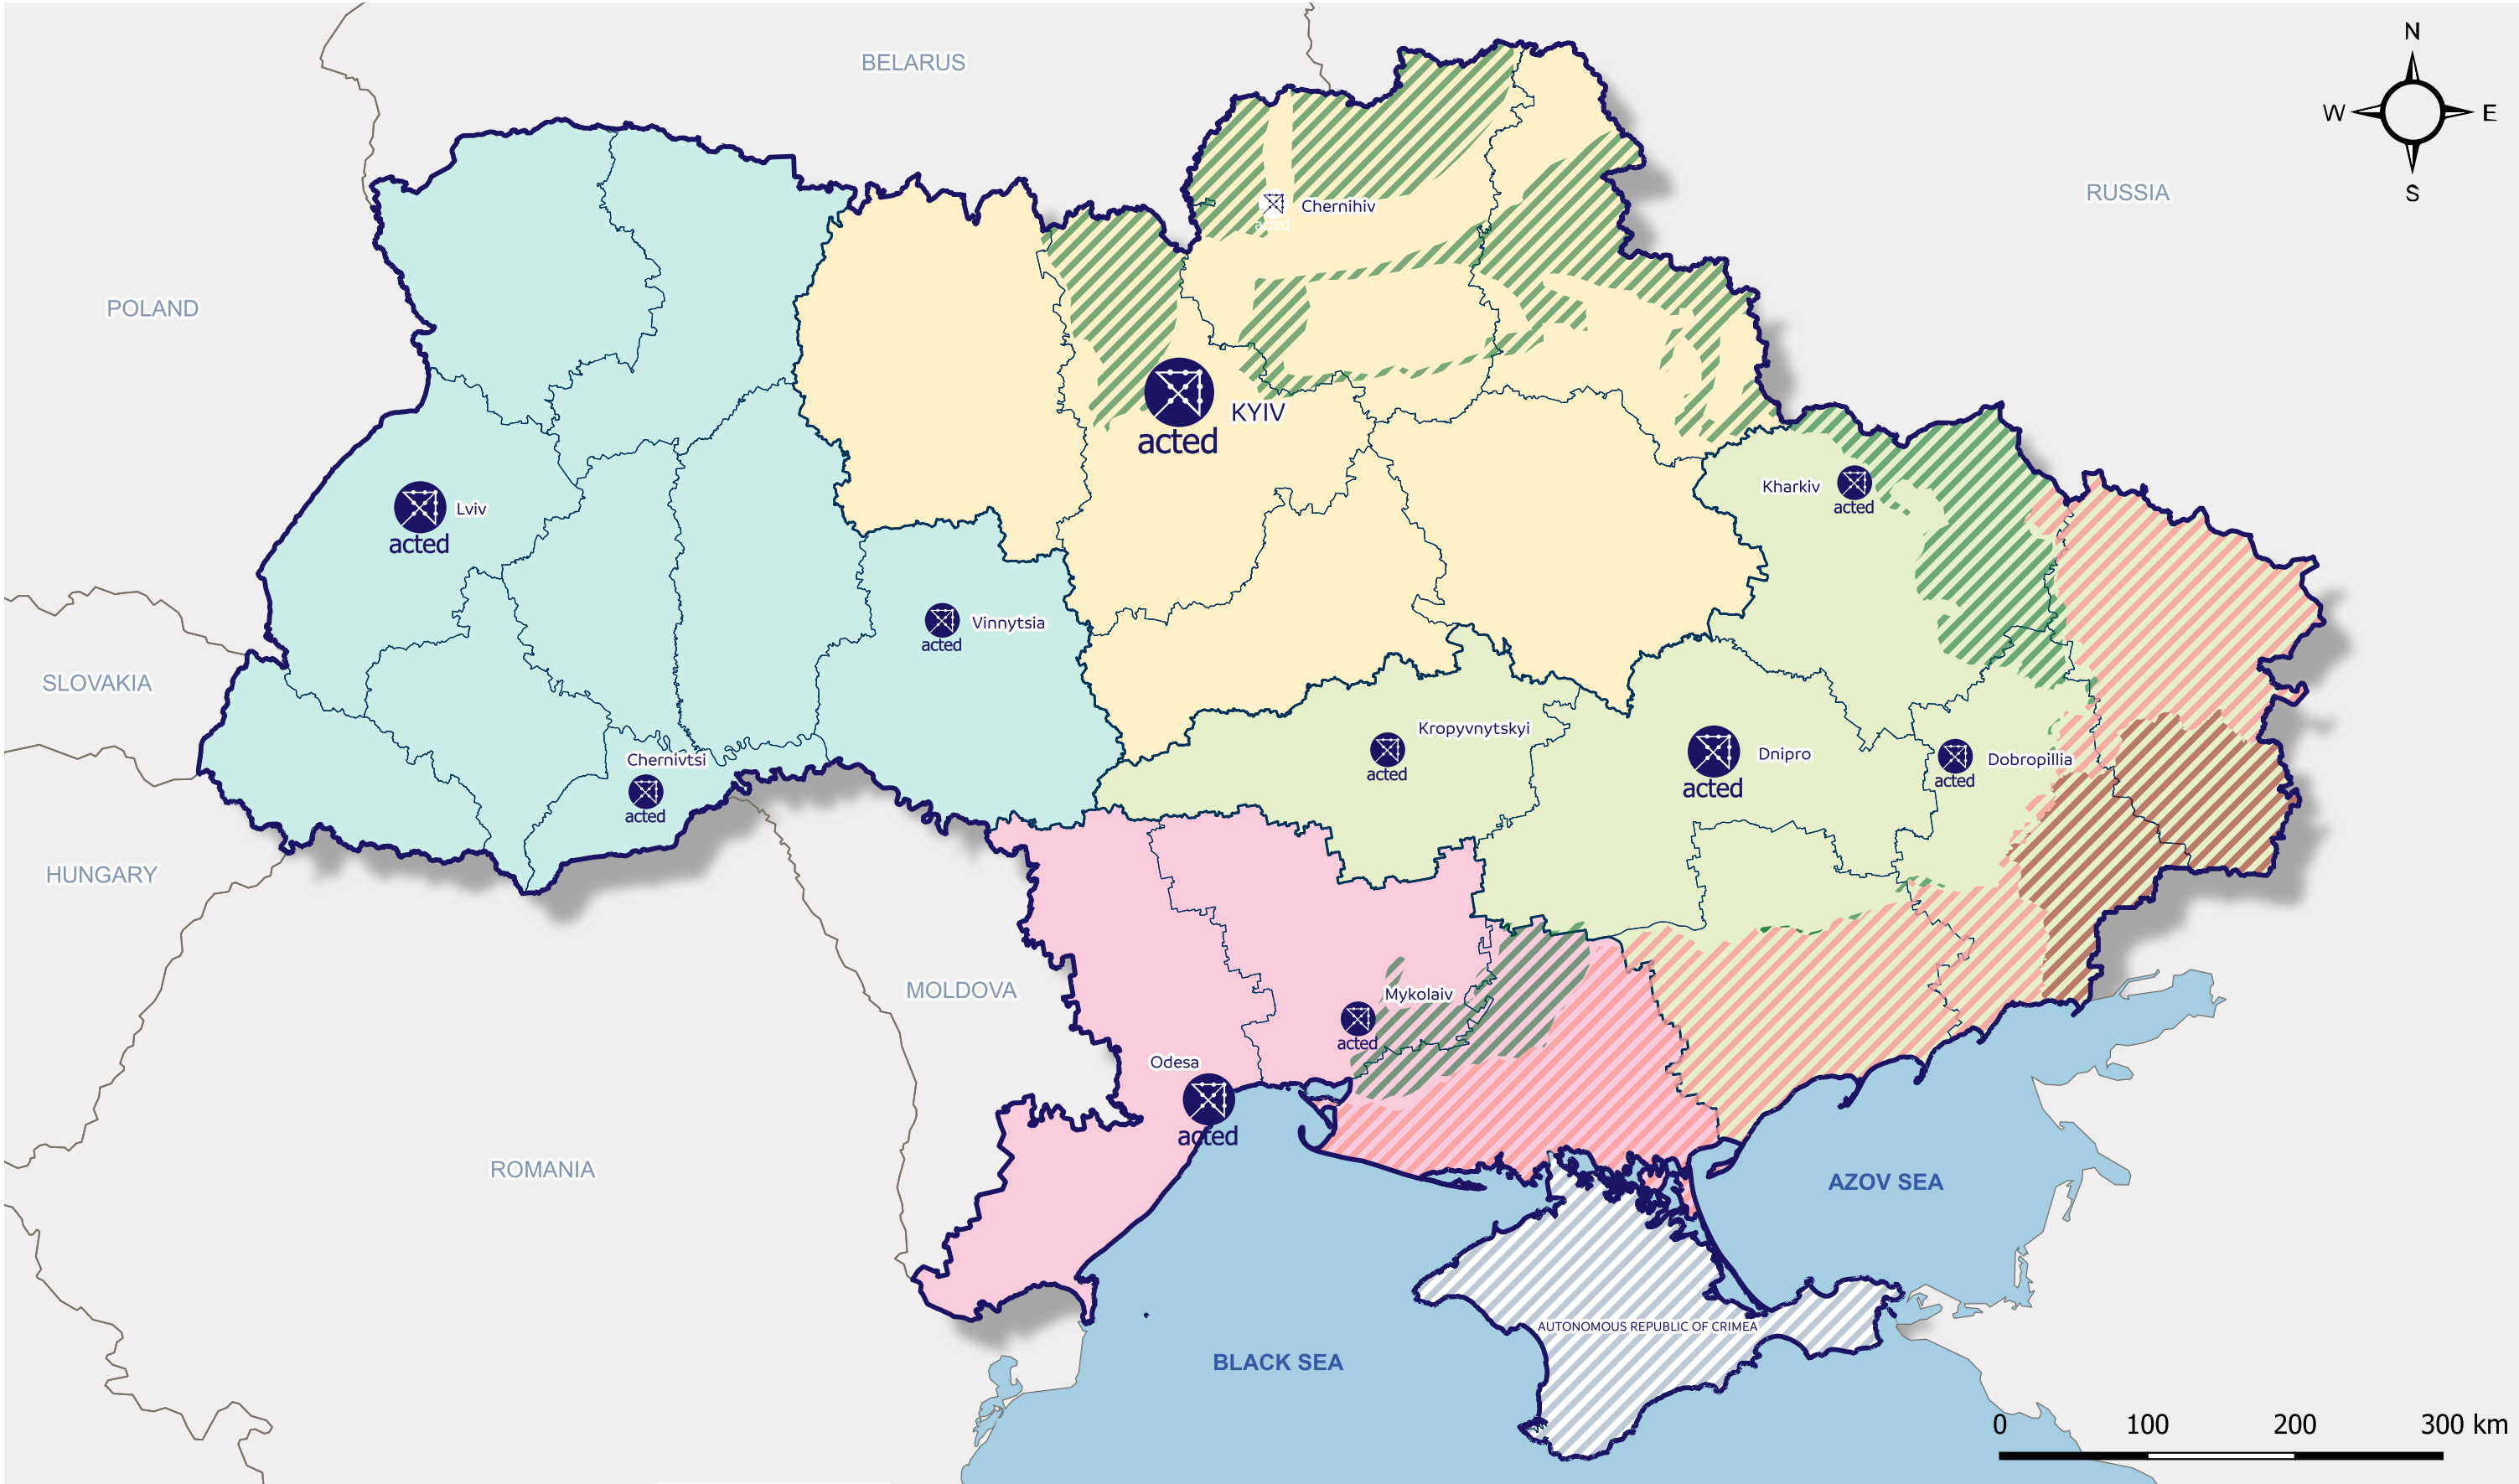 N
BELARUS
W
E
RUSSIA
S
Chernihiv
acted
POLAND
KYIV
acted
Kharkiv
acted
Lviv
acted
Vinnytsia
acted
SLOVAKIA
Kropyvnytskyi
acted
Dnipro
acted
Dobropillia
acted
Chernivtsi
acted
HUNGARY
MOLDOVA
Mykolaiv
acted
Odesa
acted
ROMANIA
AZOV SEA
AUTONOMOUS REPUBLIC OF CRIMEA
BLACK SEA
0 100 200 300 km